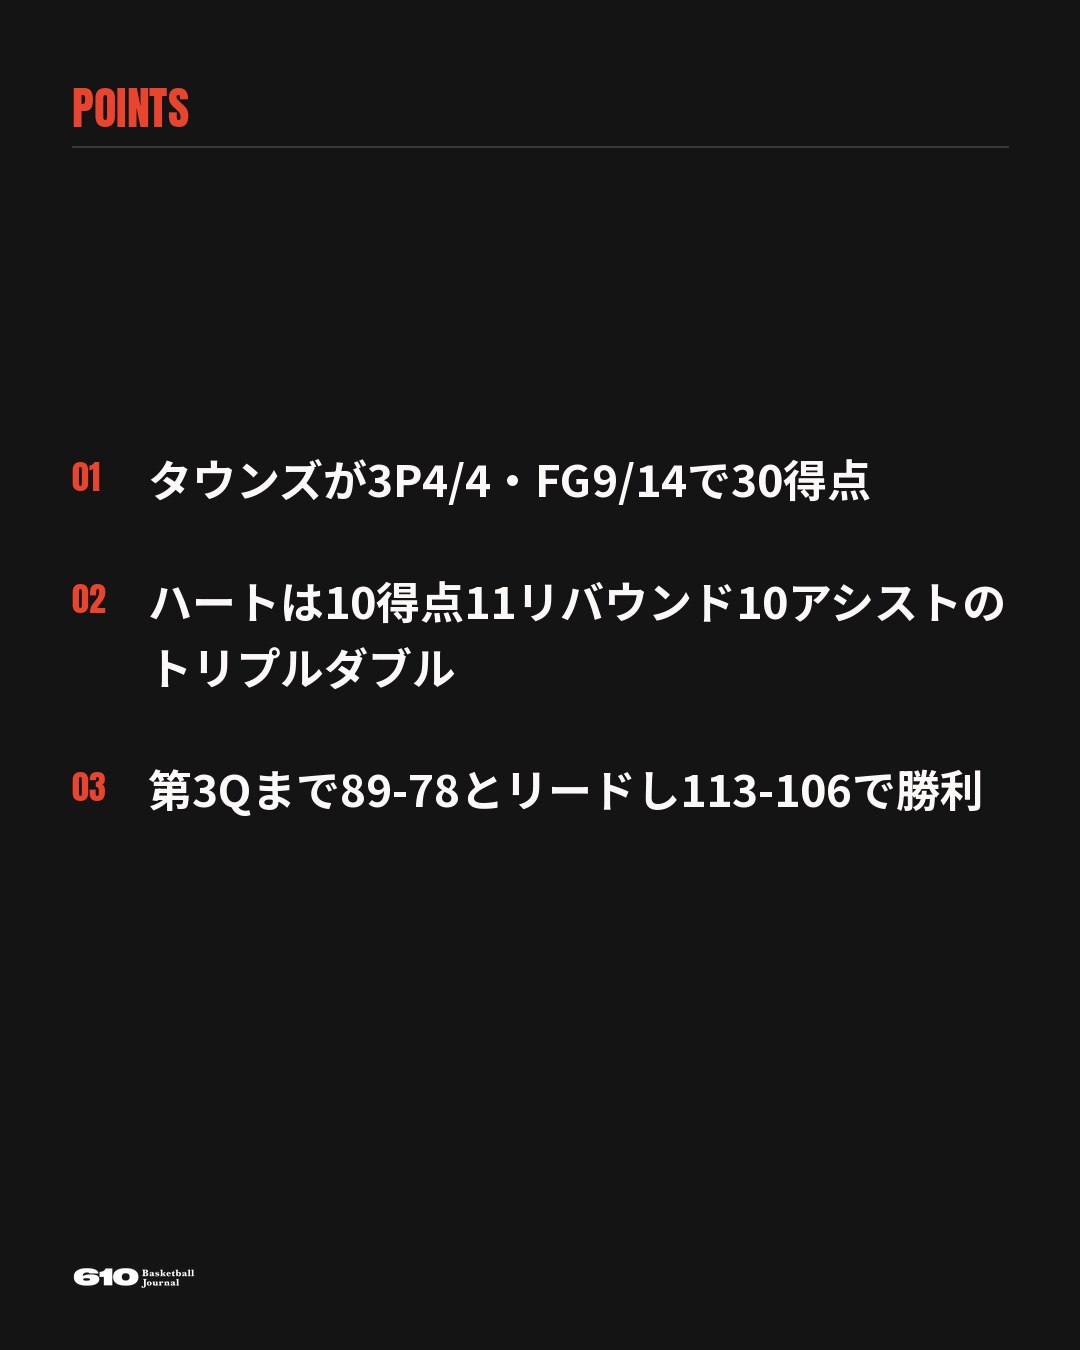 POINTS
01 タウンズが3P4/4・FG9/14で30得点
02 ハートは10得点11リバウンド10アシストの
トリプルダブル
03 第3Qまで89-78とリードし113-106で勝利
610 Basketball
Journal